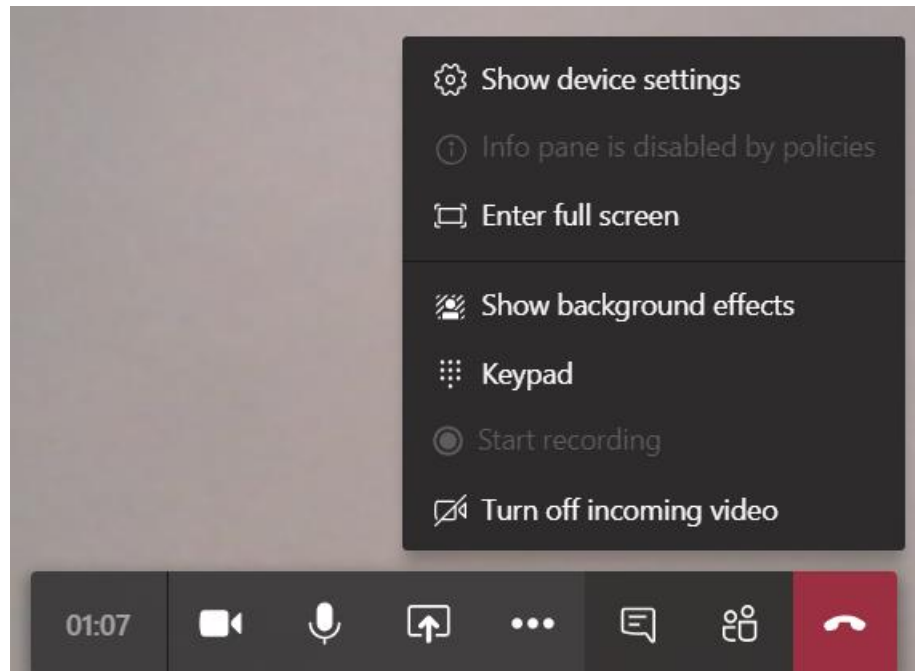 Show device settings
Info pane is disabled by policies
Enter full screen
Show background effects
Keypad
Start recording
Turn off incoming video
01:07